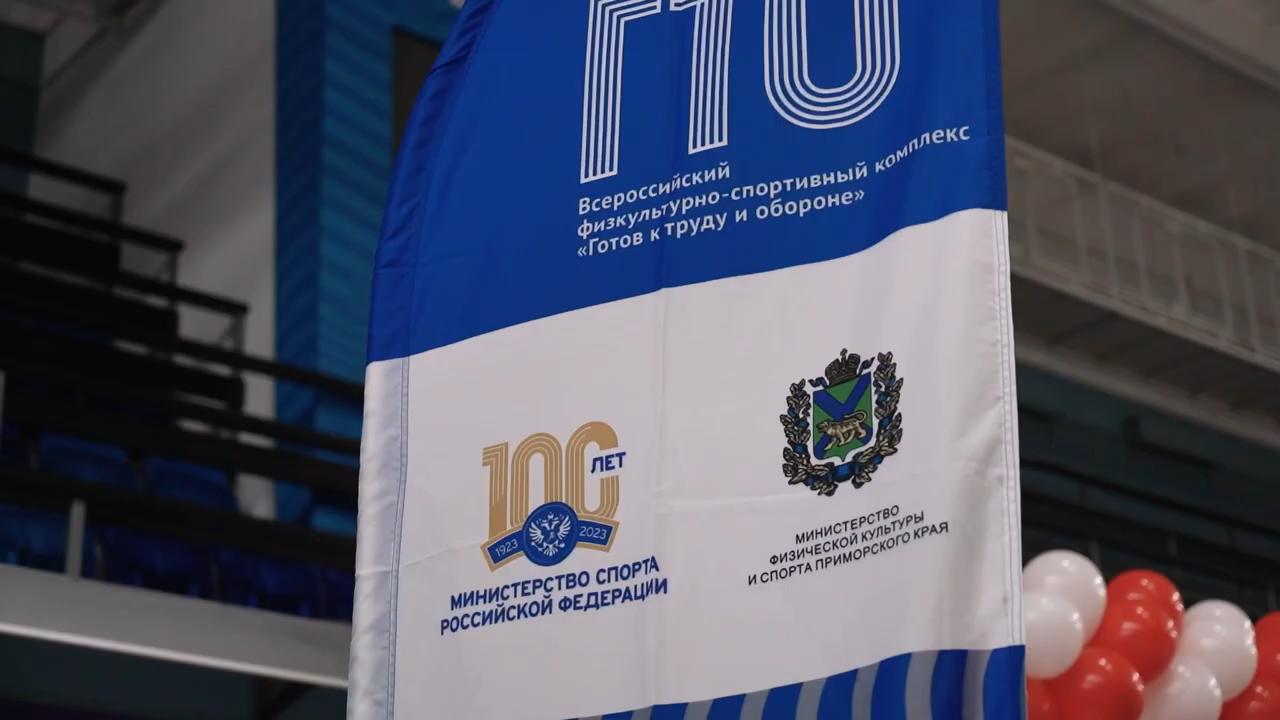 ГТО
Всероссийский
физкультурно-спортивный комплекс
«Готов к труду и обороне»
100 ЛЕТ
1923 2023
МИНИСТЕРСТВО СПОРТА
РОССИЙСКОЙ ФЕДЕРАЦИИ
МИНИСТЕРСТВО
ФИЗИЧЕСКОЙ КУЛЬТУРЫ
И СПОРТА ПРИМОРСКОГО КРАЯ